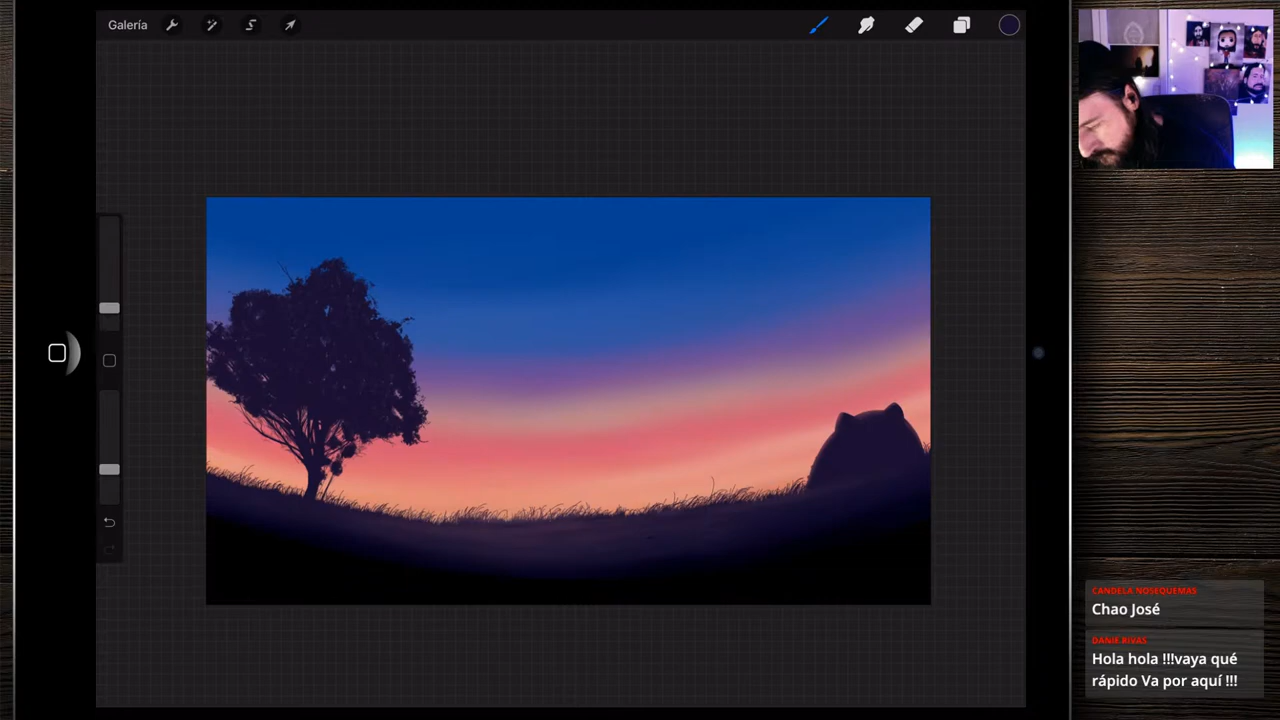 Galería
CANDELA NOSEQUEMAS
Chao José
DANIE RIVAS
Hola hola !!!vaya qué
rápido Va por aquí !!!